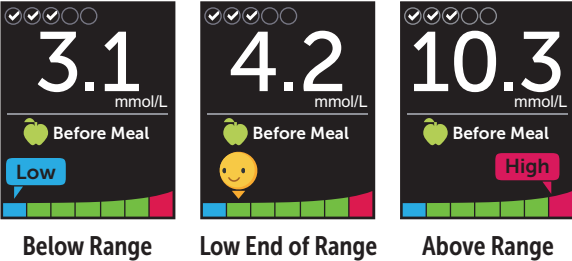 3.1
mmol/L
Before Meal
Low
Below Range
4.2
mmol/L
Before Meal
Low End of Range
10.3
mmol/L
Before Meal
High
Above Range